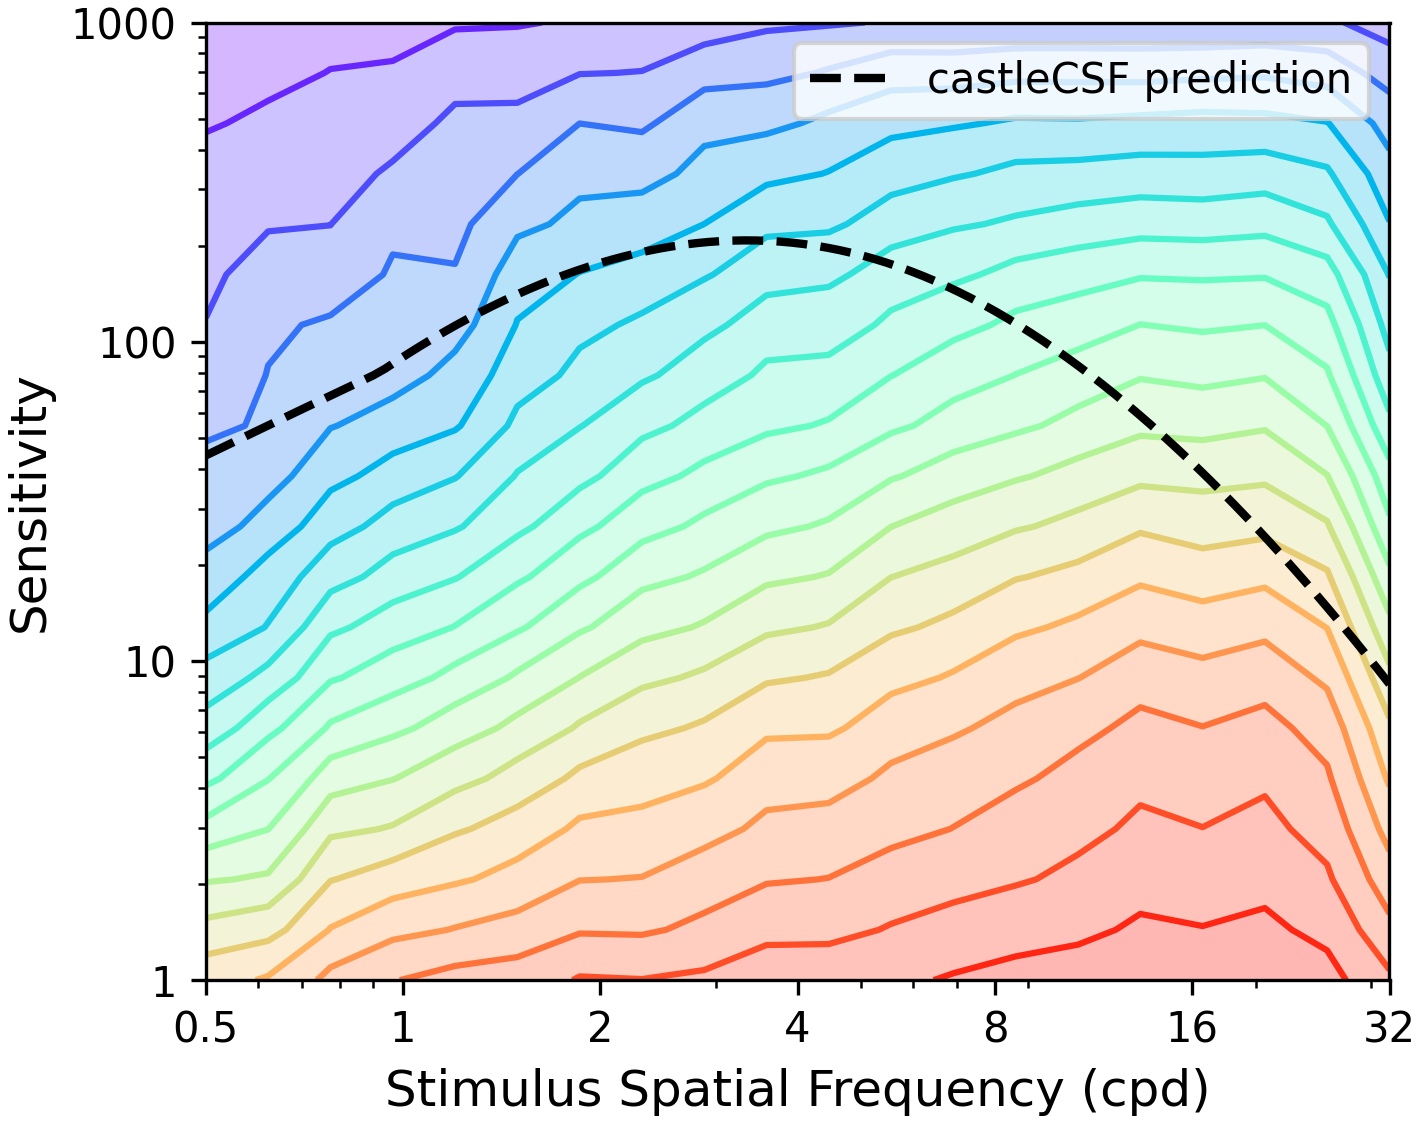 1000
100
10
1
Sensitivity
castleCSF prediction
0.5 1 2 4 8 16 32
Stimulus Spatial Frequency (cpd)